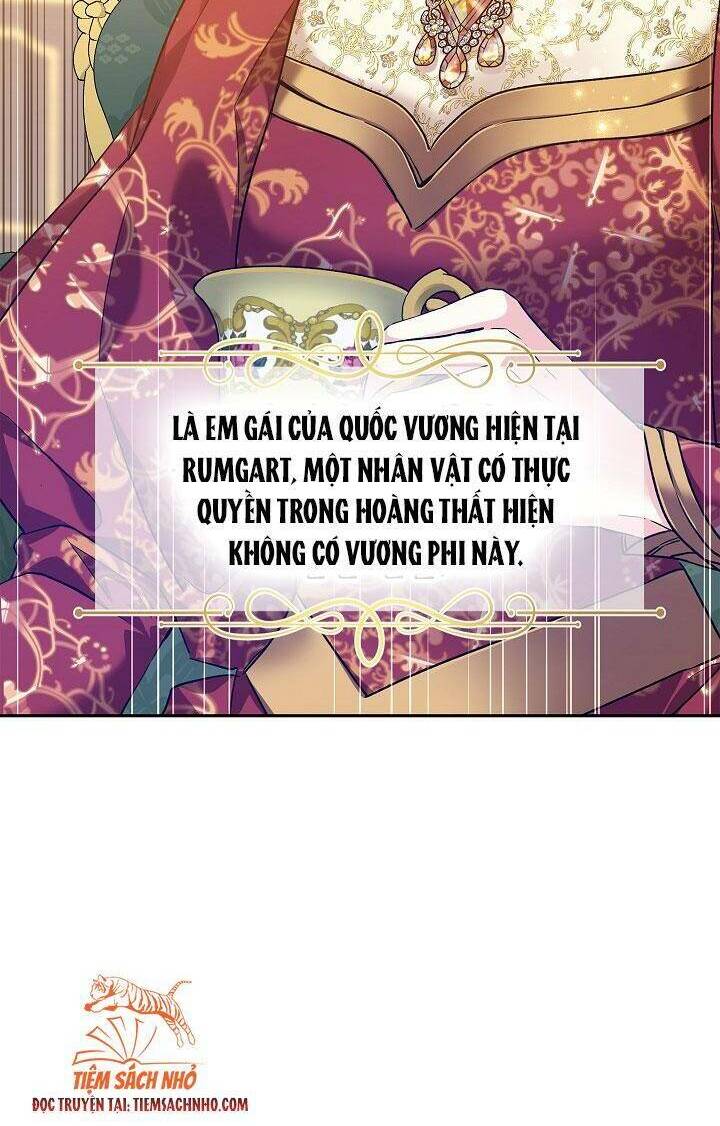 LÀ EM GÁI CỦA QUỐC VƯƠNG HIỆN TẠI
RUMGART, MỘT NHÂN VẬT CÓ THỰC
QUYỀN TRONG HOÀNG THẤT HIỆN
KHÔNG CÓ VƯƠNG PHI NÀY.
TIỆM SÁCH NHỎ
ĐỌC TRUYỆN TẠI: TIEMSACHNHO.COM